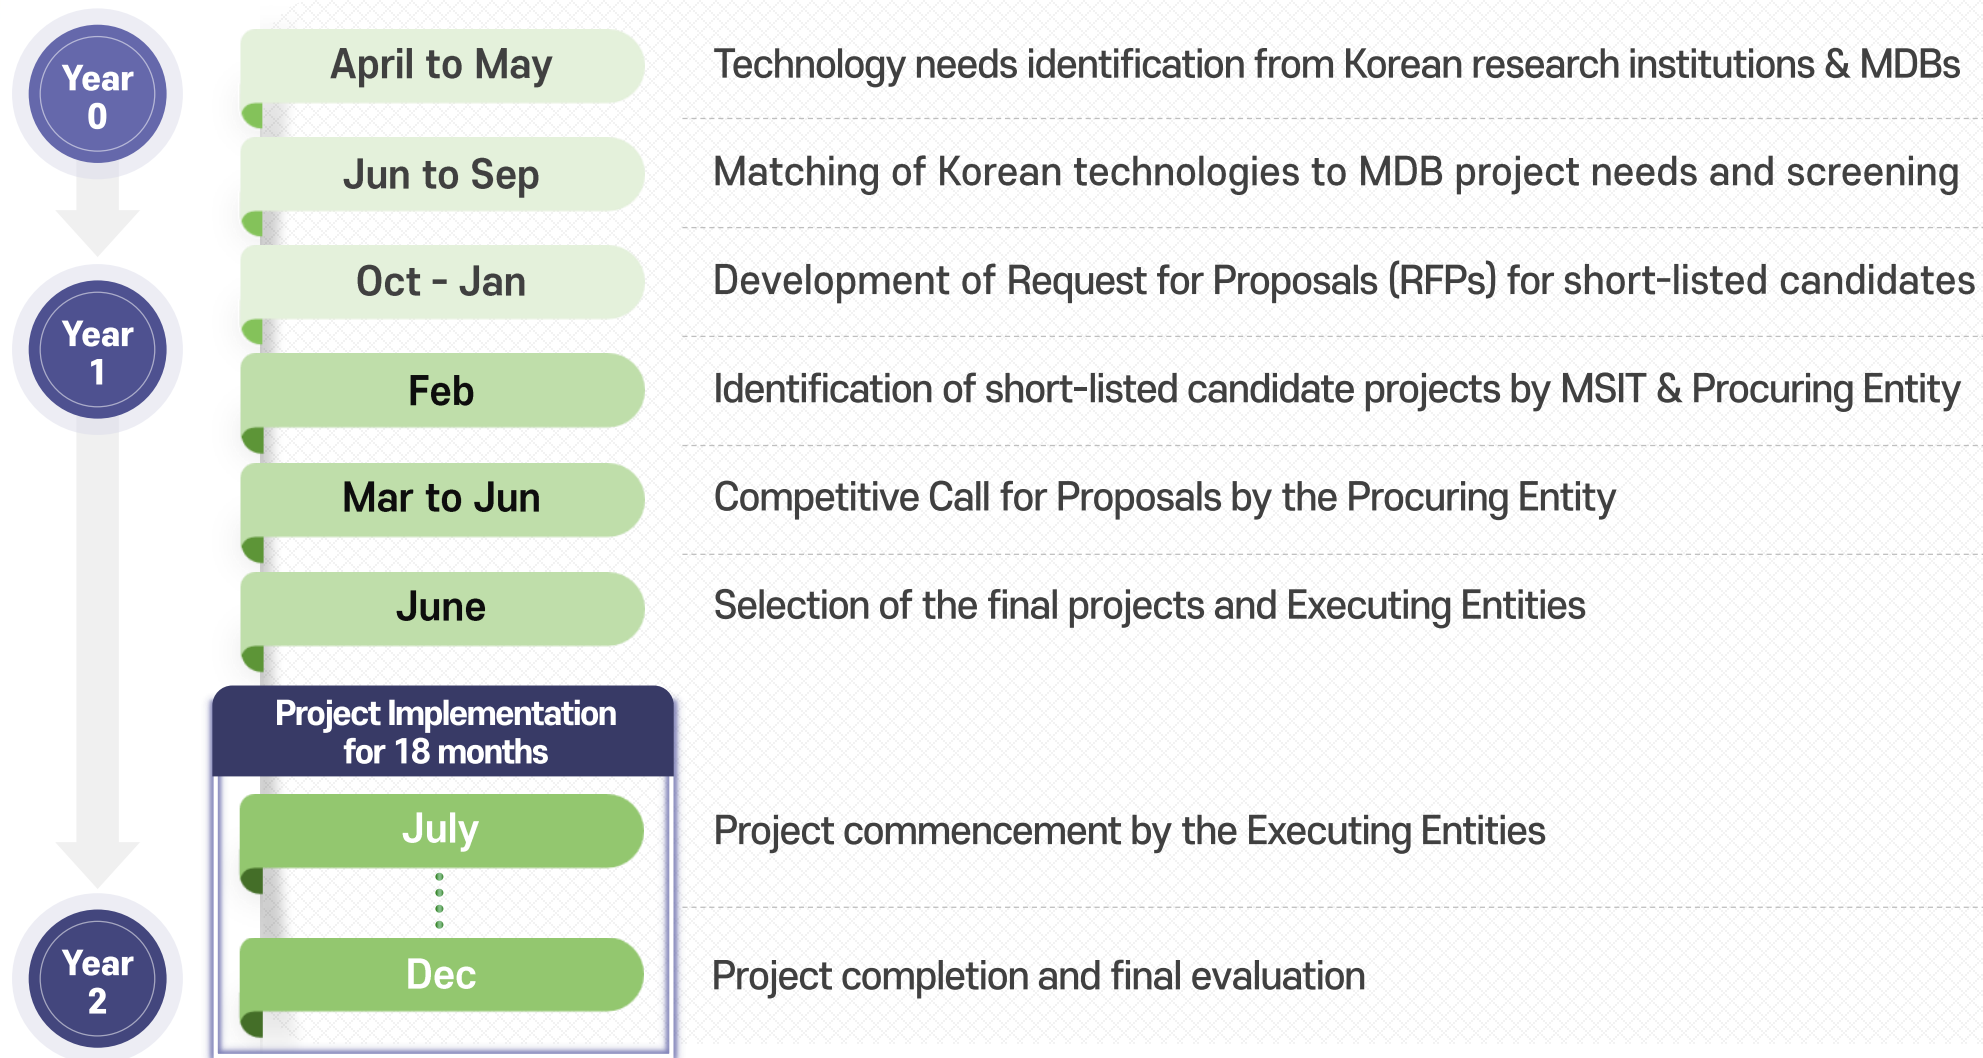 Year
0
April to May
Technology needs identification from Korean research institutions & MDBs
Jun to Sep
Matching of Korean technologies to MDB project needs and screening
Oct - Jan
Development of Request for Proposals (RFPs) for short-listed candidates
Year
1
Feb
Identification of short-listed candidate projects by MSIT & Procuring Entity
Mar to Jun
Competitive Call for Proposals by the Procuring Entity
June
Selection of the final projects and Executing Entities
Project Implementation
for 18 months
July
Project commencement by the Executing Entities
Year
2
Dec
Project completion and final evaluation